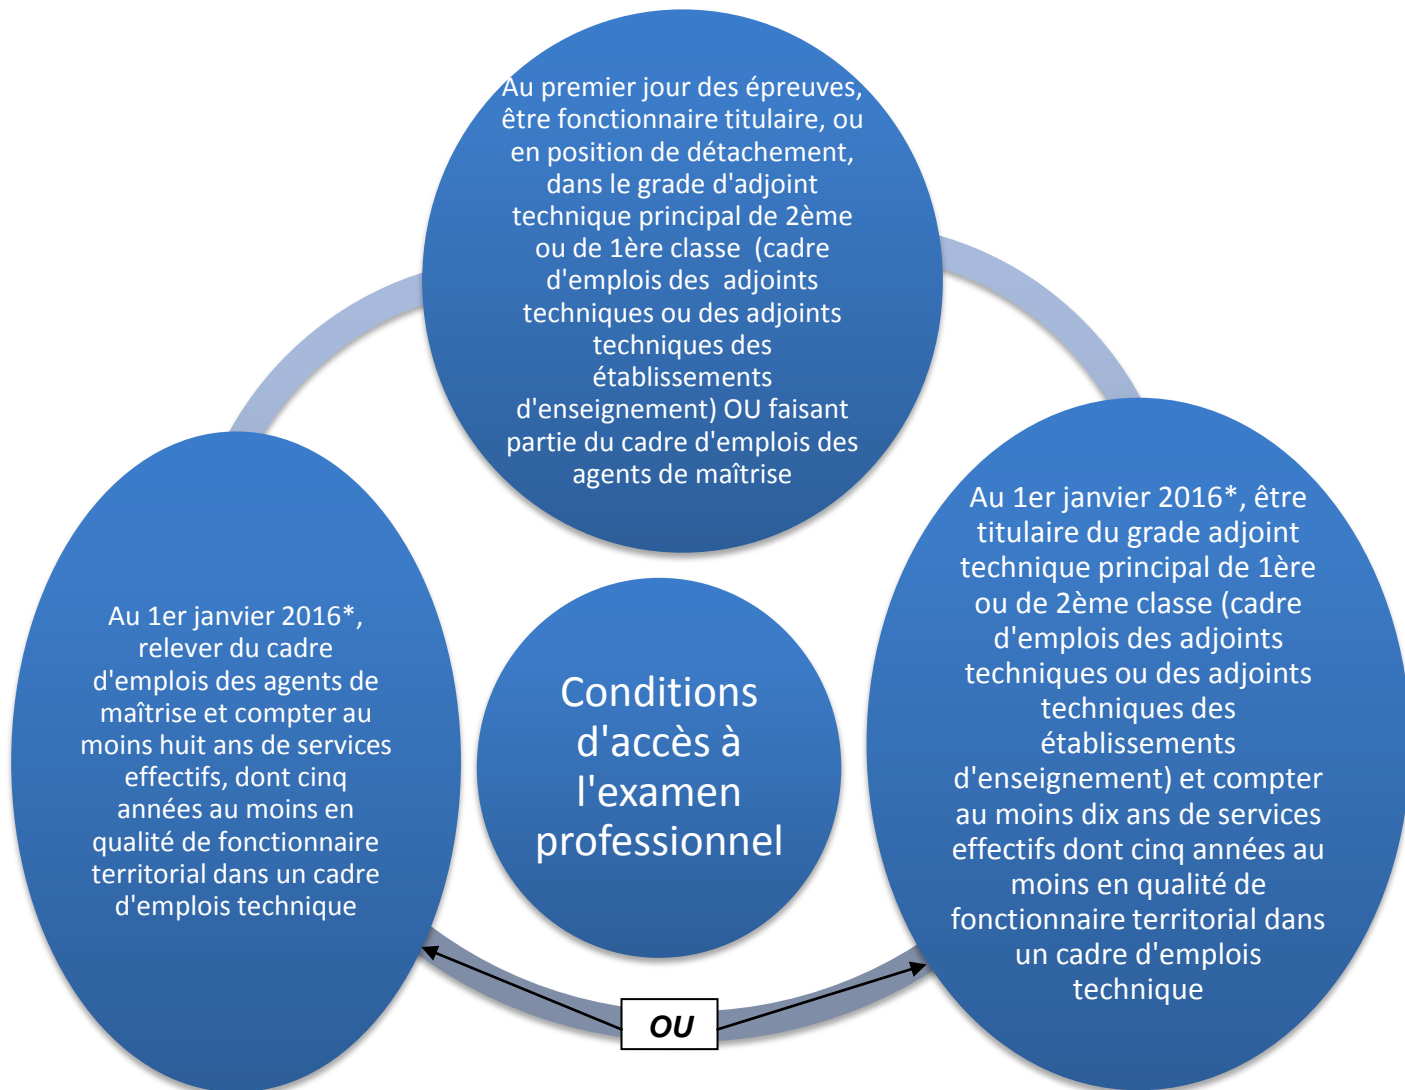 Au premier jour des épreuves,
être fonctionnaire titulaire, ou
en position de détachement,
dans le grade d'adjoint
technique principal de 2ème
ou de 1ère classe (cadre
d'emplois des adjoints
techniques ou des adjoints
techniques des
établissements
d'enseignement) OU faisant
partie du cadre d'emplois des
agents de maîtrise
Au 1er janvier 2016*,
relever du cadre
d'emplois des agents de
maîtrise et compter au
moins huit ans de services
effectifs, dont cinq
années au moins en
qualité de fonctionnaire
territorial dans un cadre
d'emplois technique
Conditions
d'accès à
l'examen
professionnel
Au 1er janvier 2016*, être
titulaire du grade adjoint
technique principal de 1ère
ou de 2ème classe (cadre
d'emplois des adjoints
techniques ou des adjoints
techniques des
établissements
d'enseignement) et compter
au moins dix ans de services
effectifs dont cinq années au
moins en qualité de
fonctionnaire territorial dans
un cadre d'emplois
technique
OU